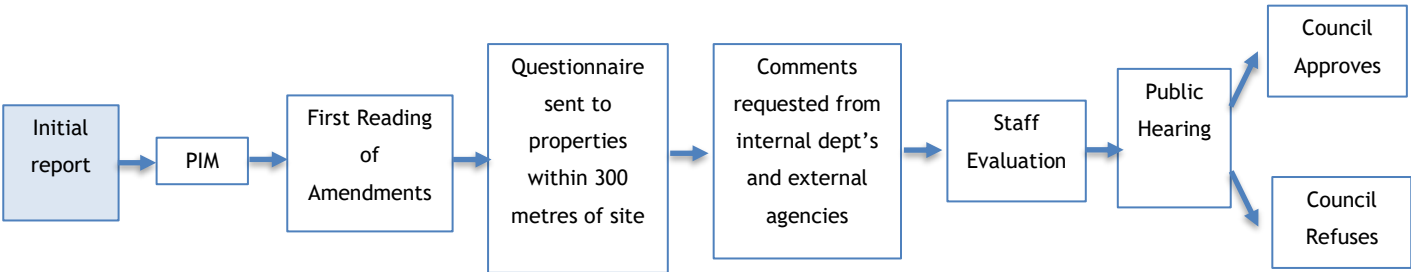 Initial
report
PIM
First Reading
of
Amendments
Questionnaire
sent to
properties
within 300
metres of site
Comments
requested from
internal dept's
and external
agencies
Staff
Evaluation
Public
Hearing
Council
Approves
Council
Refuses